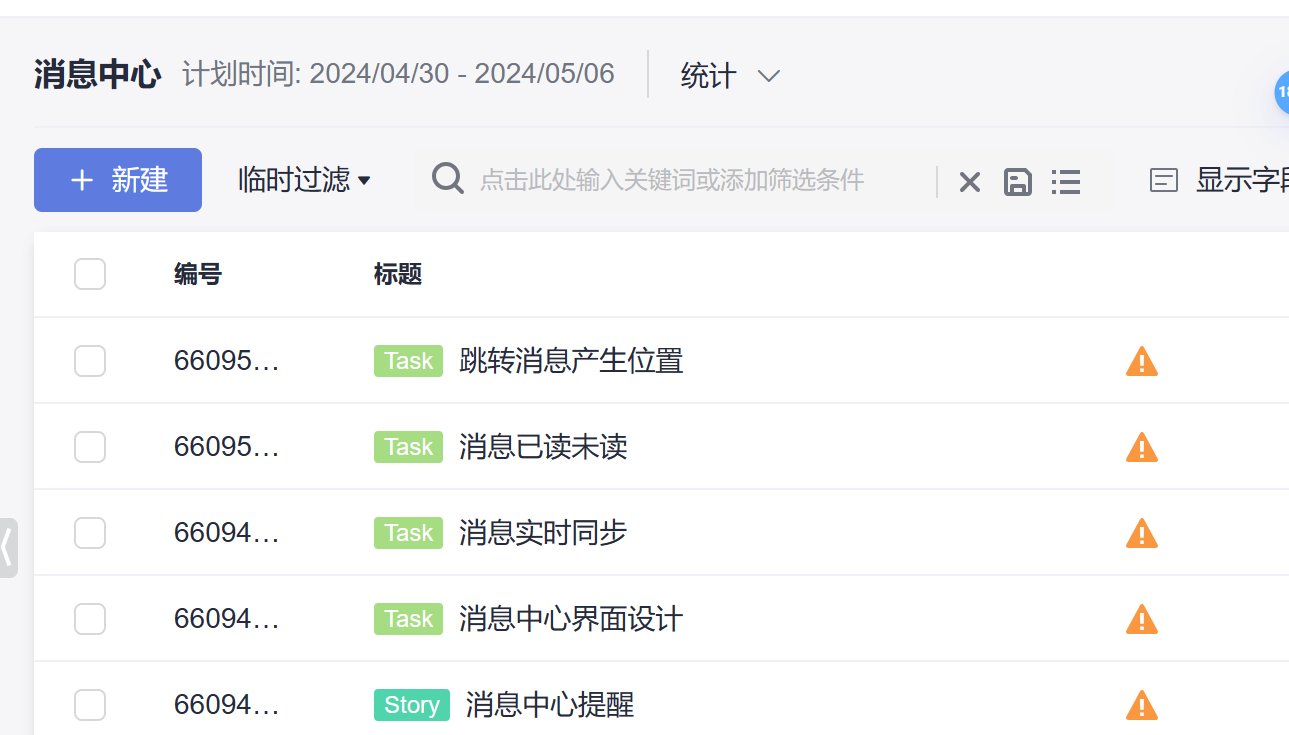 消息中心 计划时间: 2024/04/30 - 2024/05/06 统计
+ 新建 临时过滤 点击此处输入关键词或添加筛选条件 显示字
编号 标题
66095… Task 跳转消息产生位置
66095… Task 消息已读未读
66094… Task 消息实时同步
66094… Task 消息中心界面设计
66094… Story 消息中心提醒